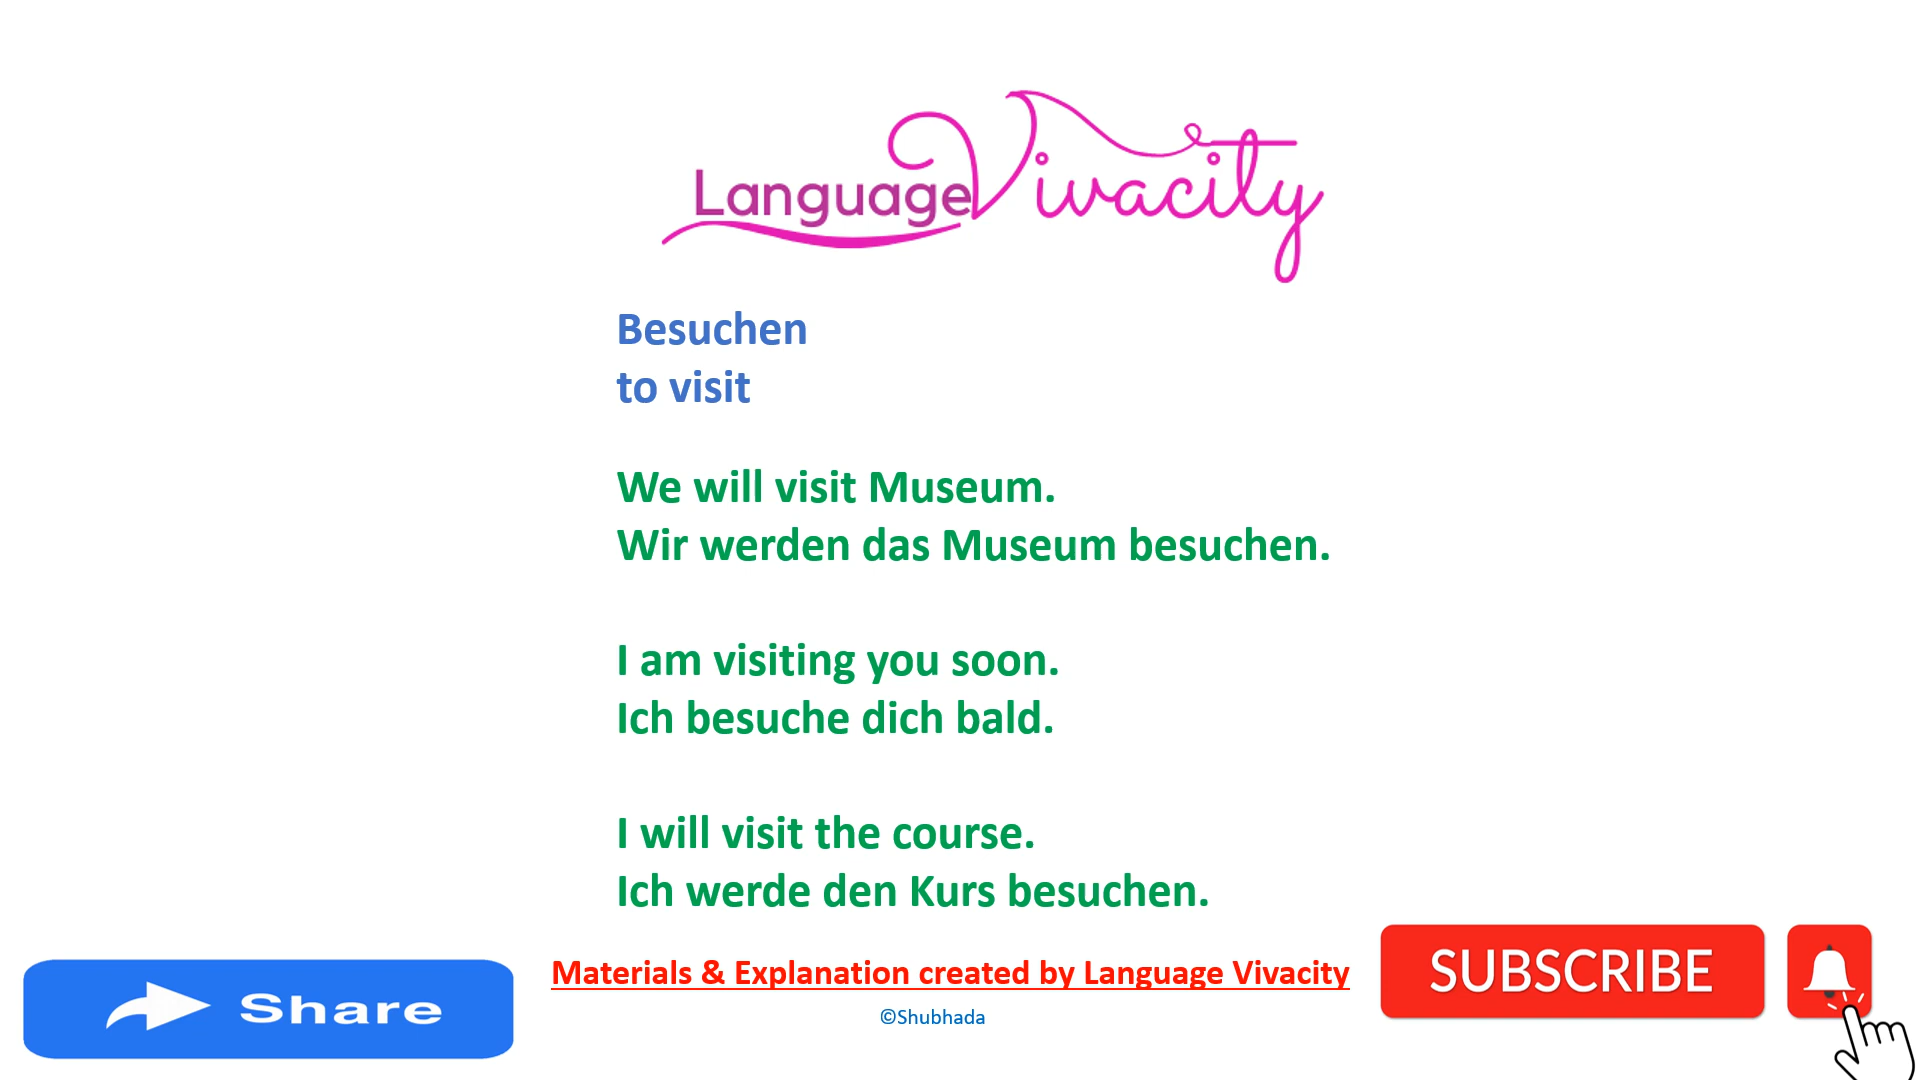 Language Vivacity
Besuchen
to visit
We will visit Museum.
Wir werden das Museum besuchen.
I am visiting you soon.
Ich besuche dich bald.
I will visit the course.
Ich werde den Kurs besuchen.
Materials & Explanation created by Language Vivacity
©Shubhada
Share
SUBSCRIBE